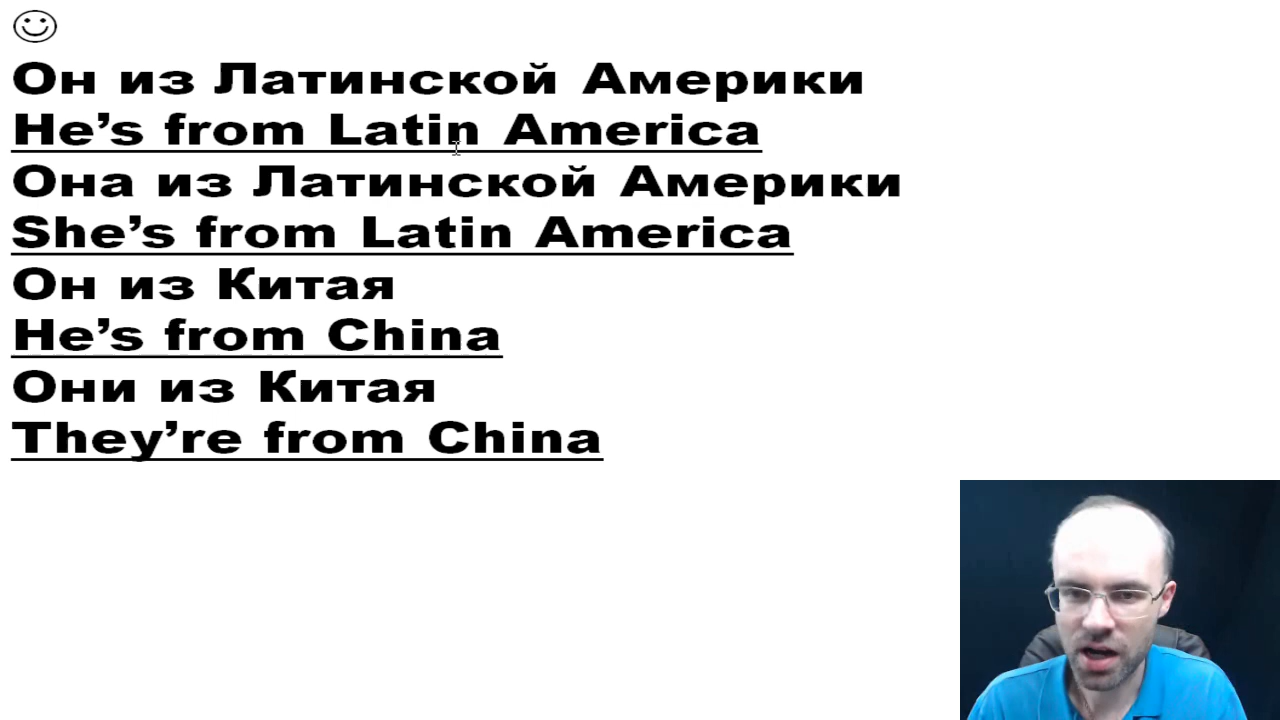 Он из Латинской Америки
He’s from Latin America
Она из Латинской Америки
She’s from Latin America
Он из Китая
He’s from China
Они из Китая
They’re from China